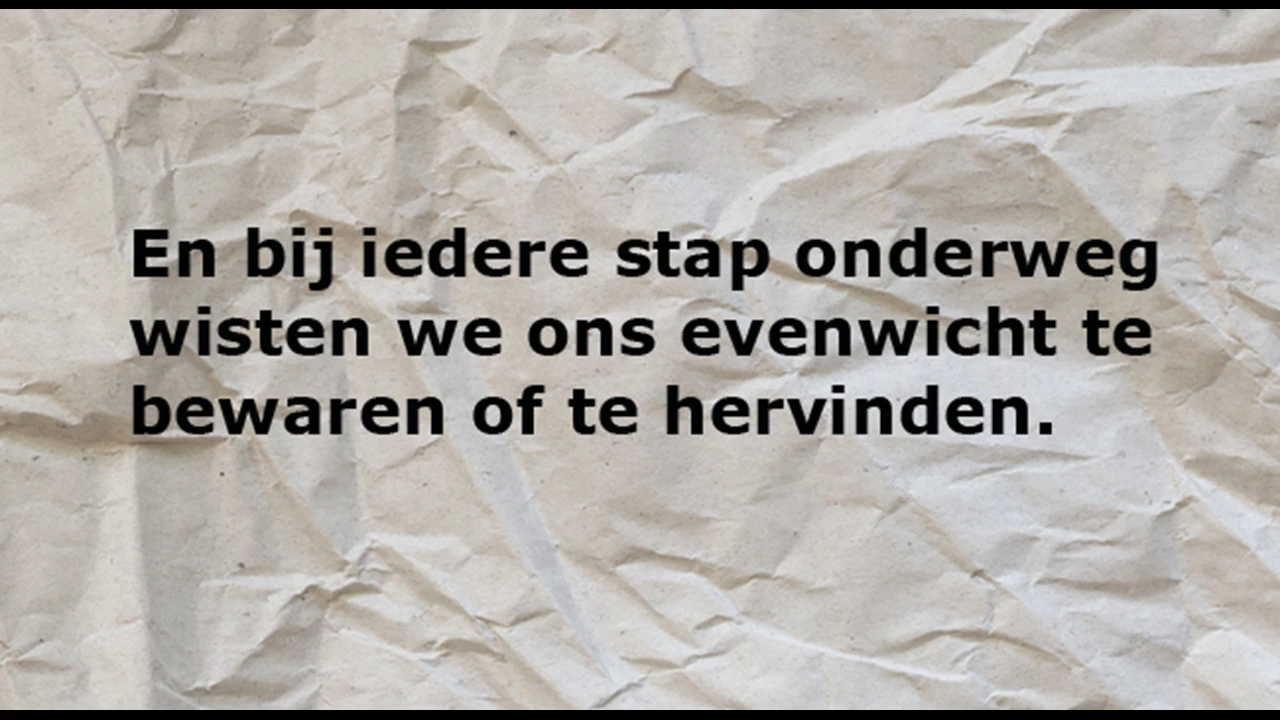 En bij iedere stap onderweg
wisten we ons evenwicht te
bewaren of te hervinden.